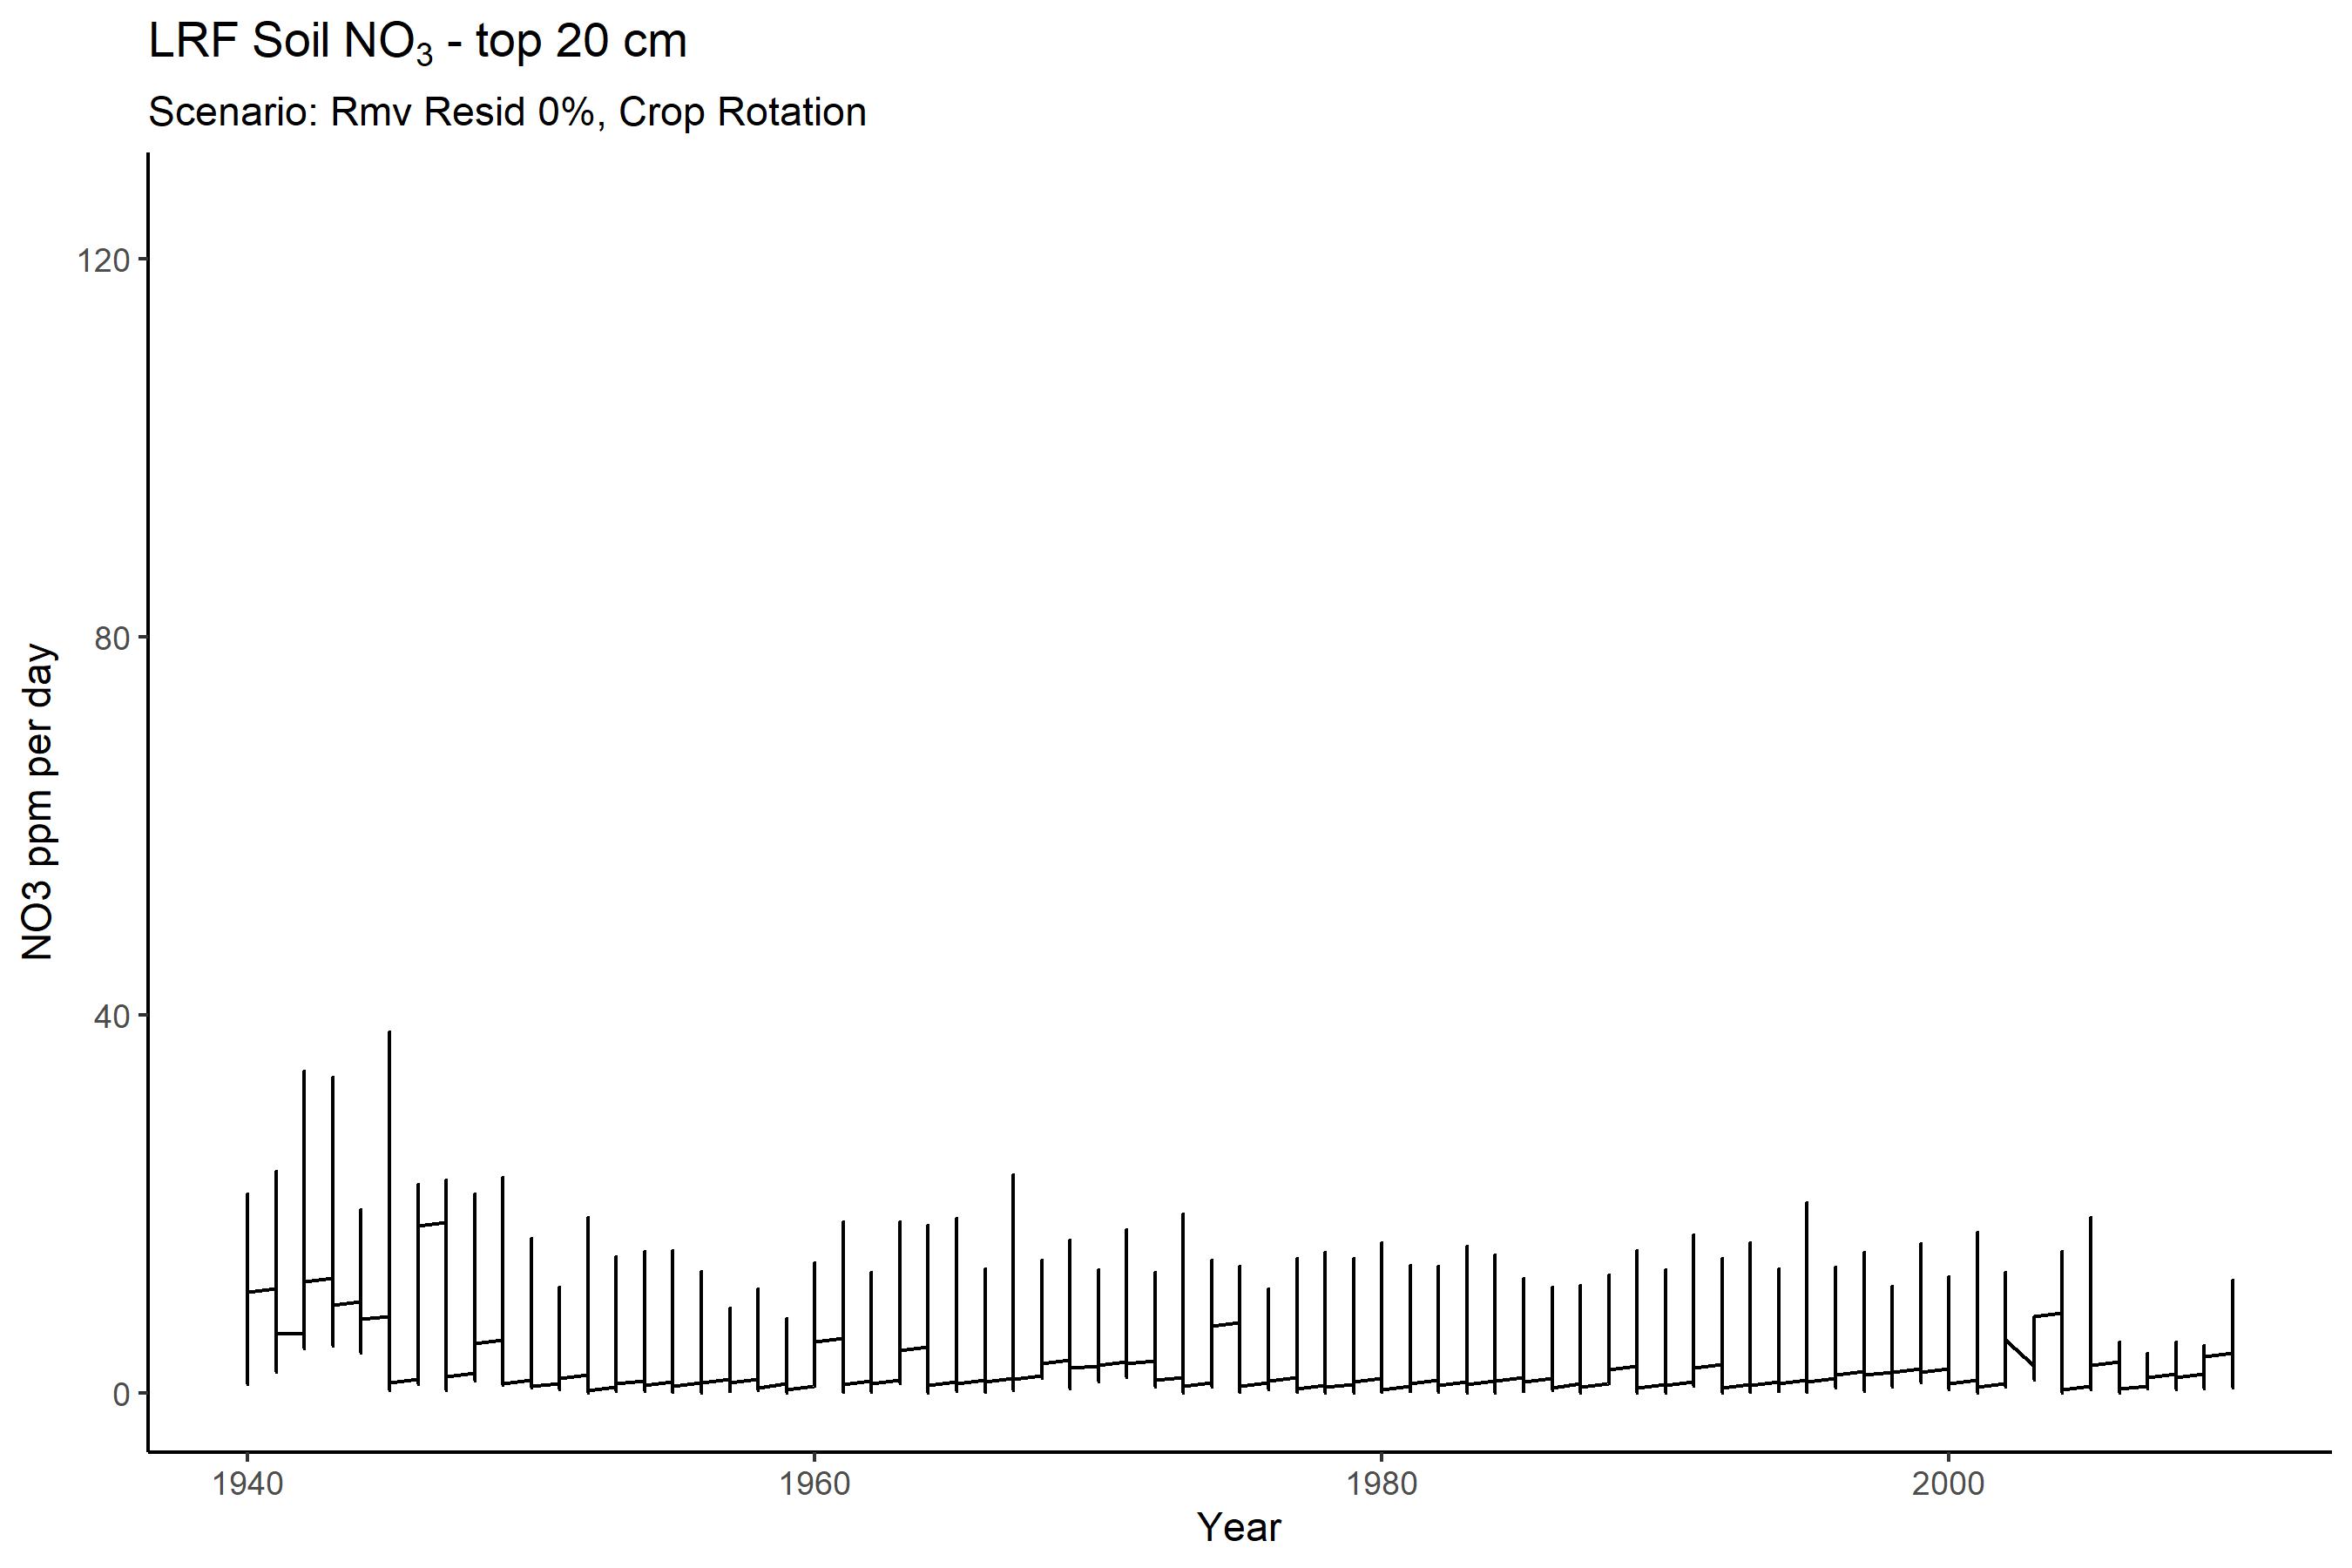 LRF Soil NO₃ - top 20 cm
Scenario: Rmv Resid 0%, Crop Rotation
NO3 ppm per day
120
80
40
0
1940 1960 1980 2000
Year